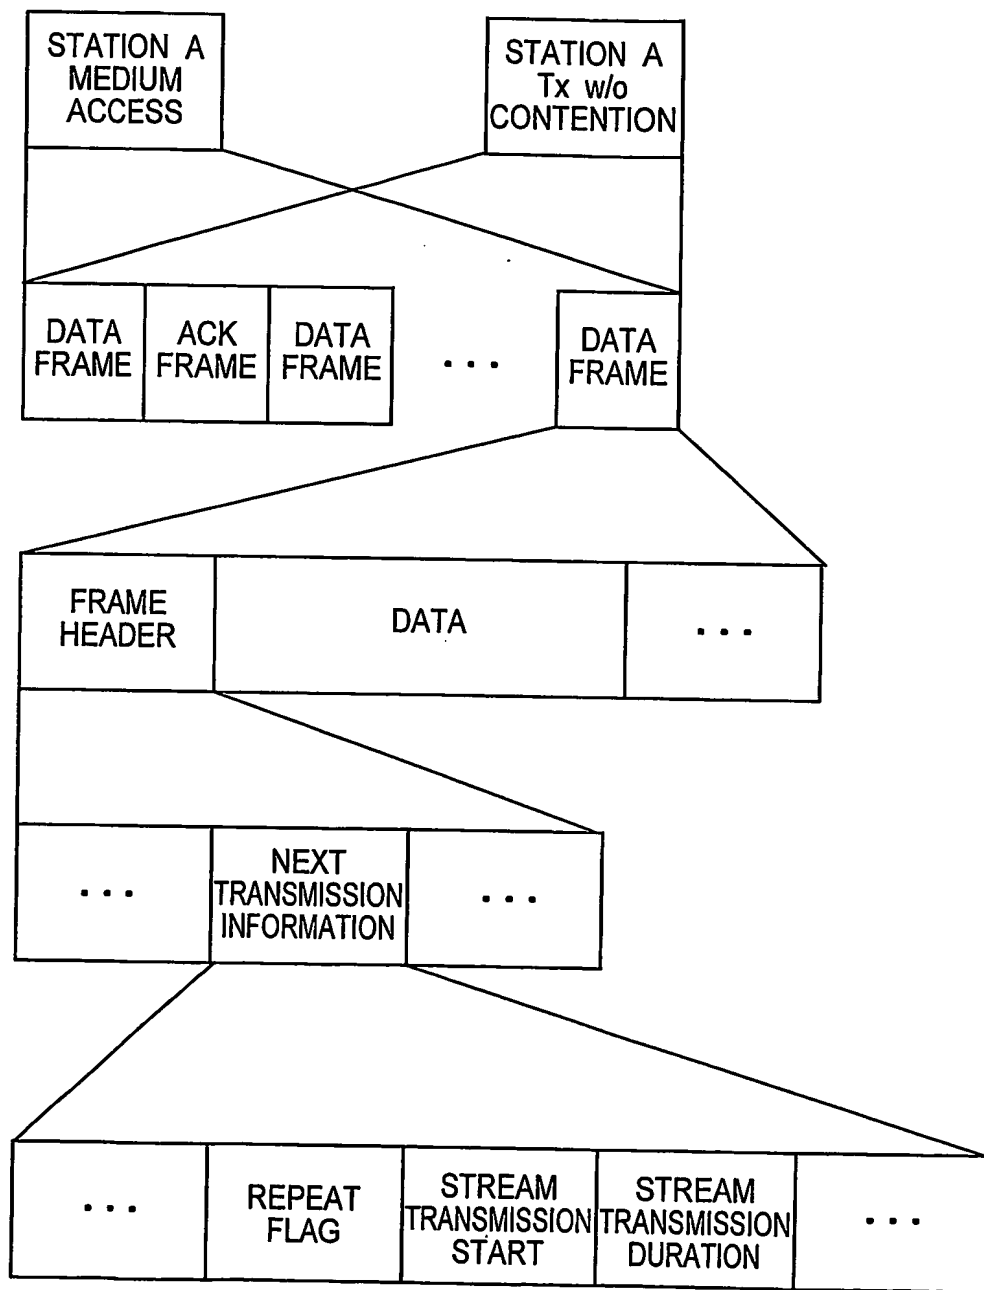 STATION A
MEDIUM
ACCESS
STATION A
Tx w/o
CONTENTION
DATA
FRAME
ACK
FRAME
DATA
FRAME
...
DATA
FRAME
FRAME
HEADER
DATA
...
...
NEXT
TRANSMISSION
INFORMATION
...
...
REPEAT
FLAG
STREAM
TRANSMISSION
START
STREAM
TRANSMISSION
DURATION
...